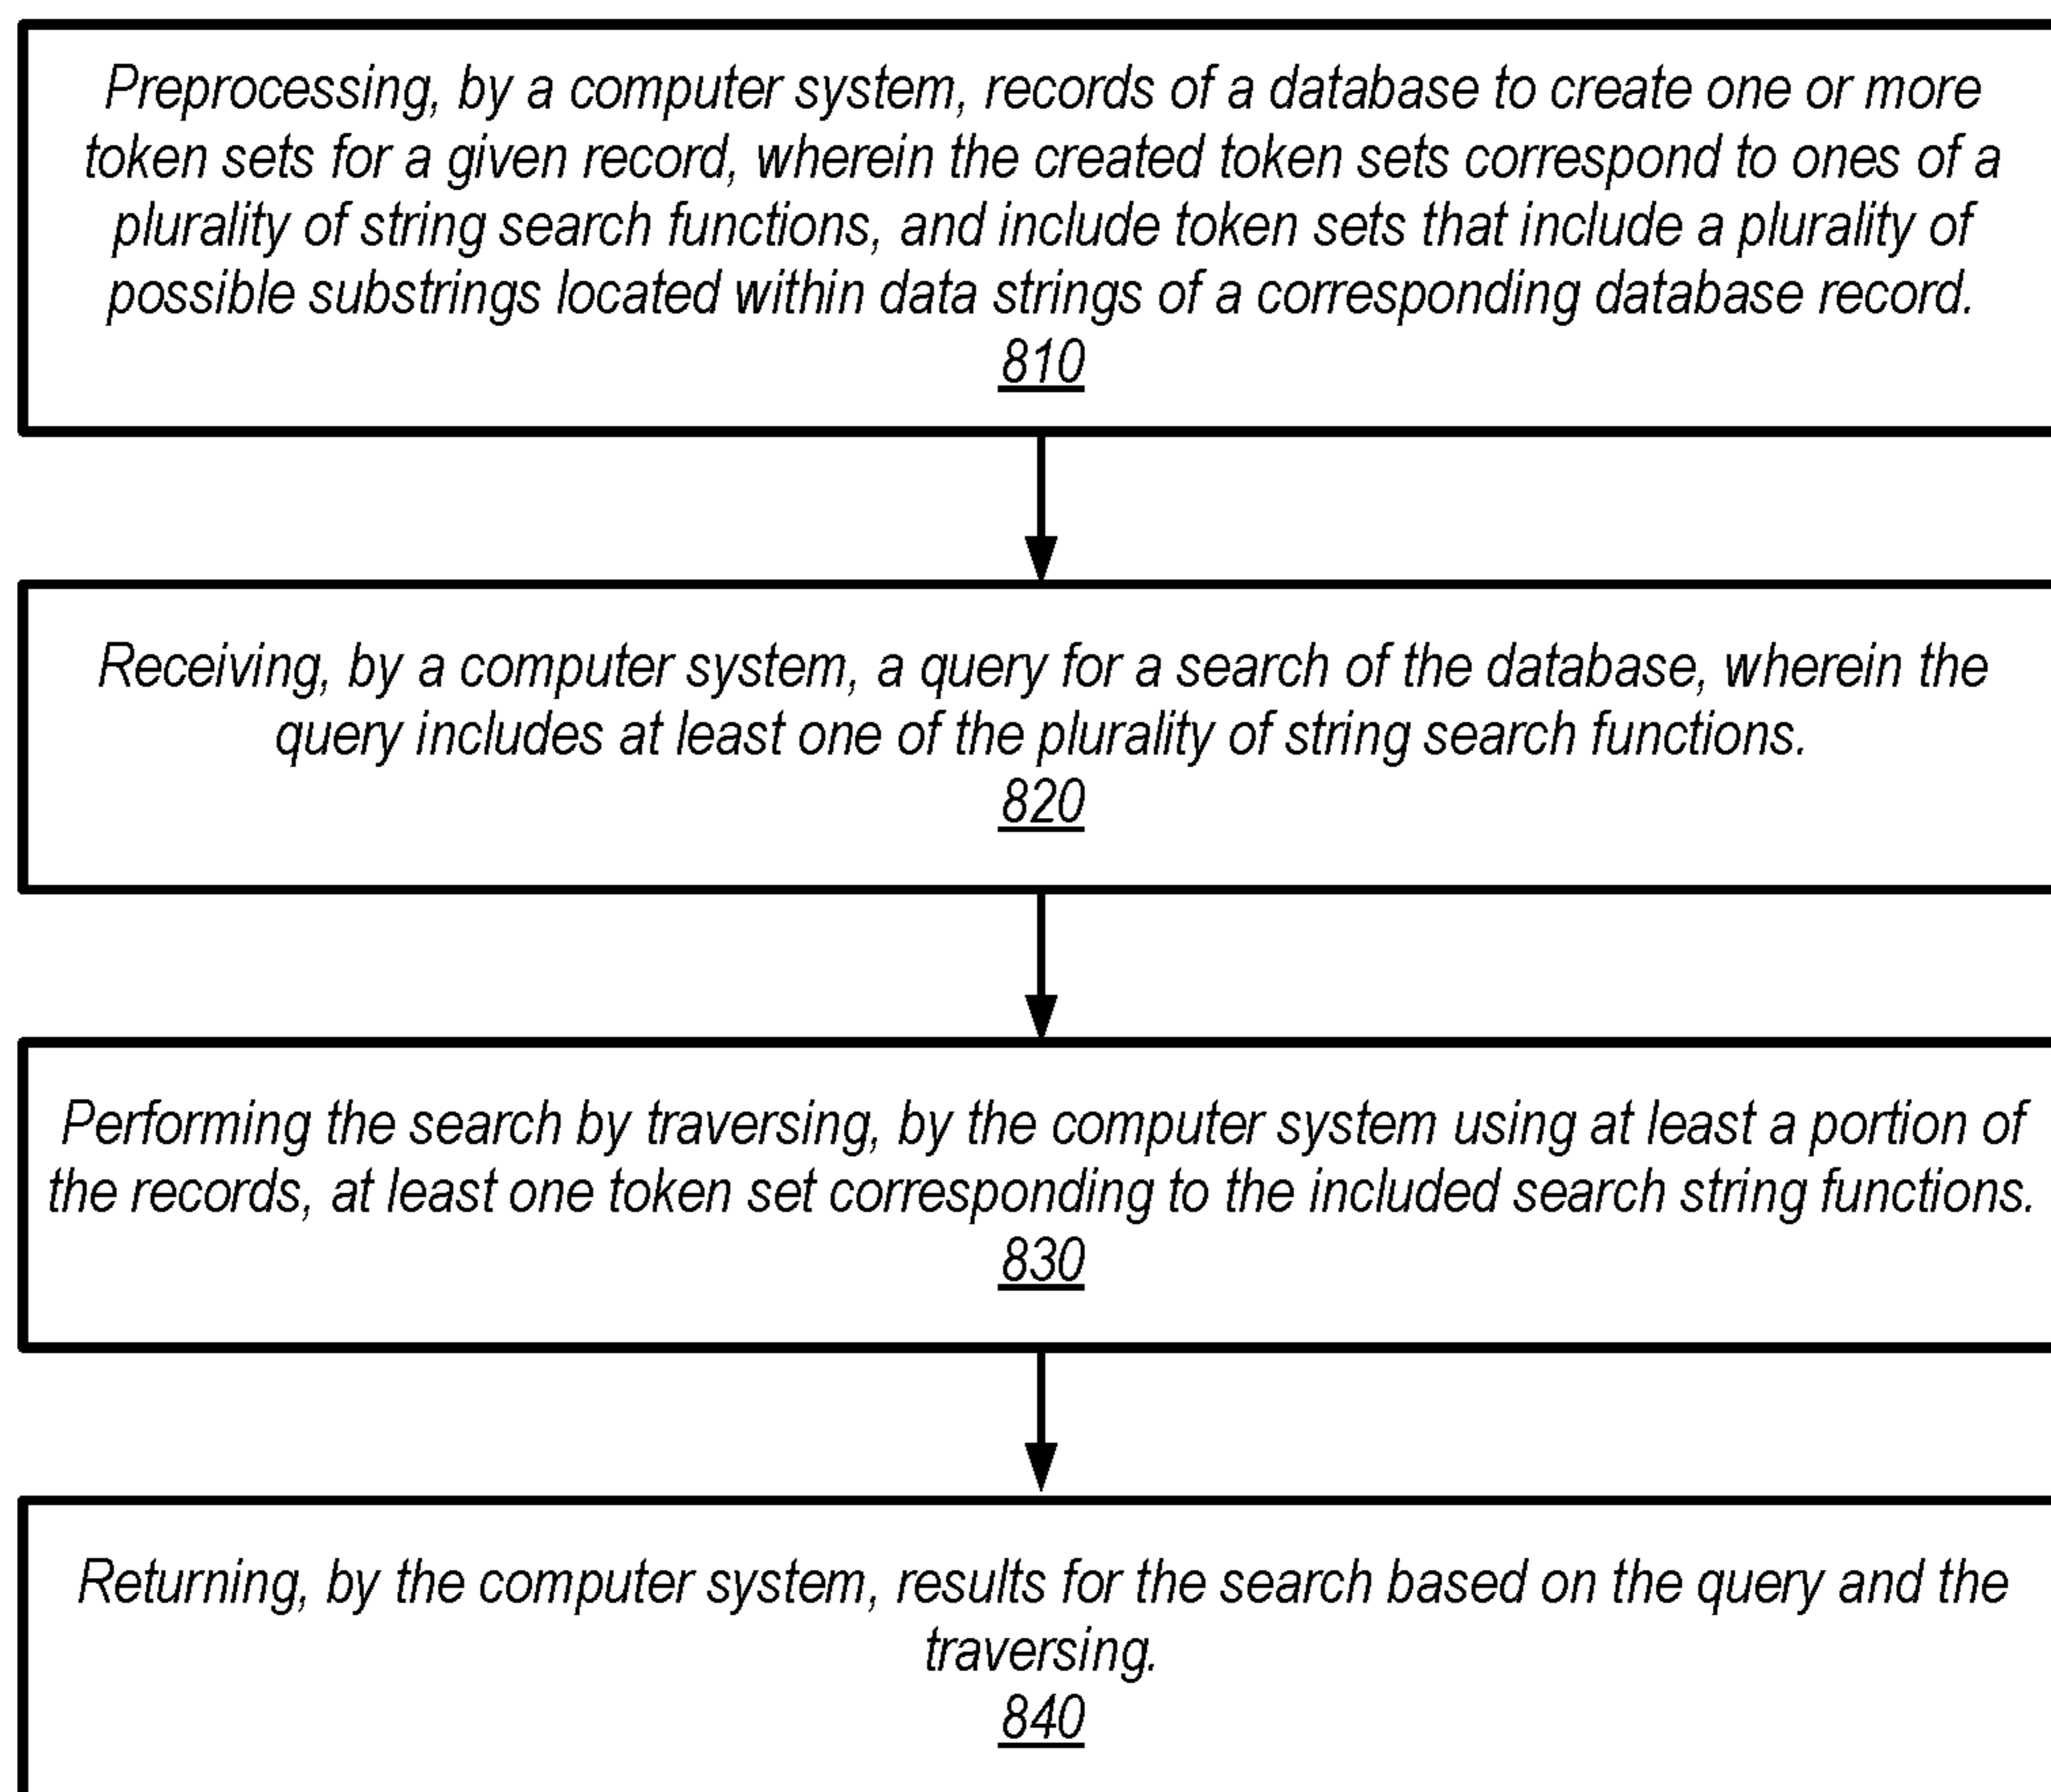 Preprocessing, by a computer system, records of a database to create one or more
token sets for a given record, wherein the created token sets correspond to ones of a
plurality of string search functions, and include token sets that include a plurality of
possible substrings located within data strings of a corresponding database record.
810
Receiving, by a computer system, a query for a search of the database, wherein the
query includes at least one of the plurality of string search functions.
820
Performing the search by traversing, by the computer system using at least a portion of
the records, at least one token set corresponding to the included search string functions.
830
Returning, by the computer system, results for the search based on the query and the
traversing.
840